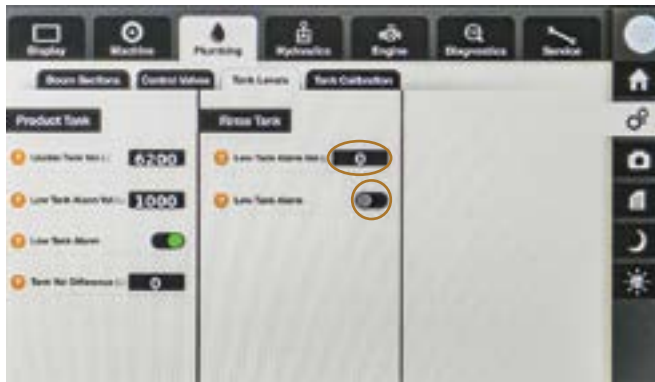 Display Machine Plumbing Hydraulics Engine Diagnostics Service
Boom Sections Control Valves Tank Levels Tank Calibration
Product Tank
Rinse Tank
6200
Low Tank Alarm Vol
0
Low Tank Alarm Vol
1000
Low Tank Alarm
Low Tank Alarm
Tank Vol Difference
0